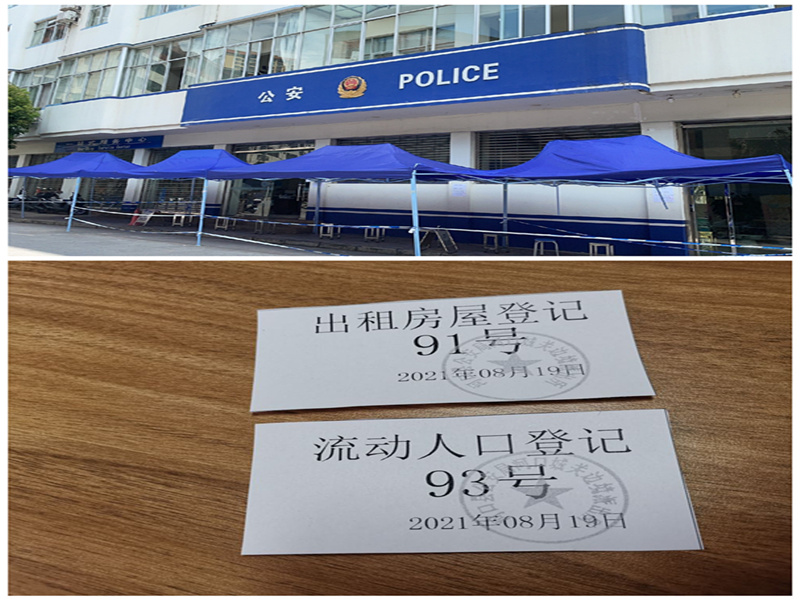 公安 POLICE
出租房屋登记
91号
2021年08月19日
流动人口登记
93号
2021年08月19日